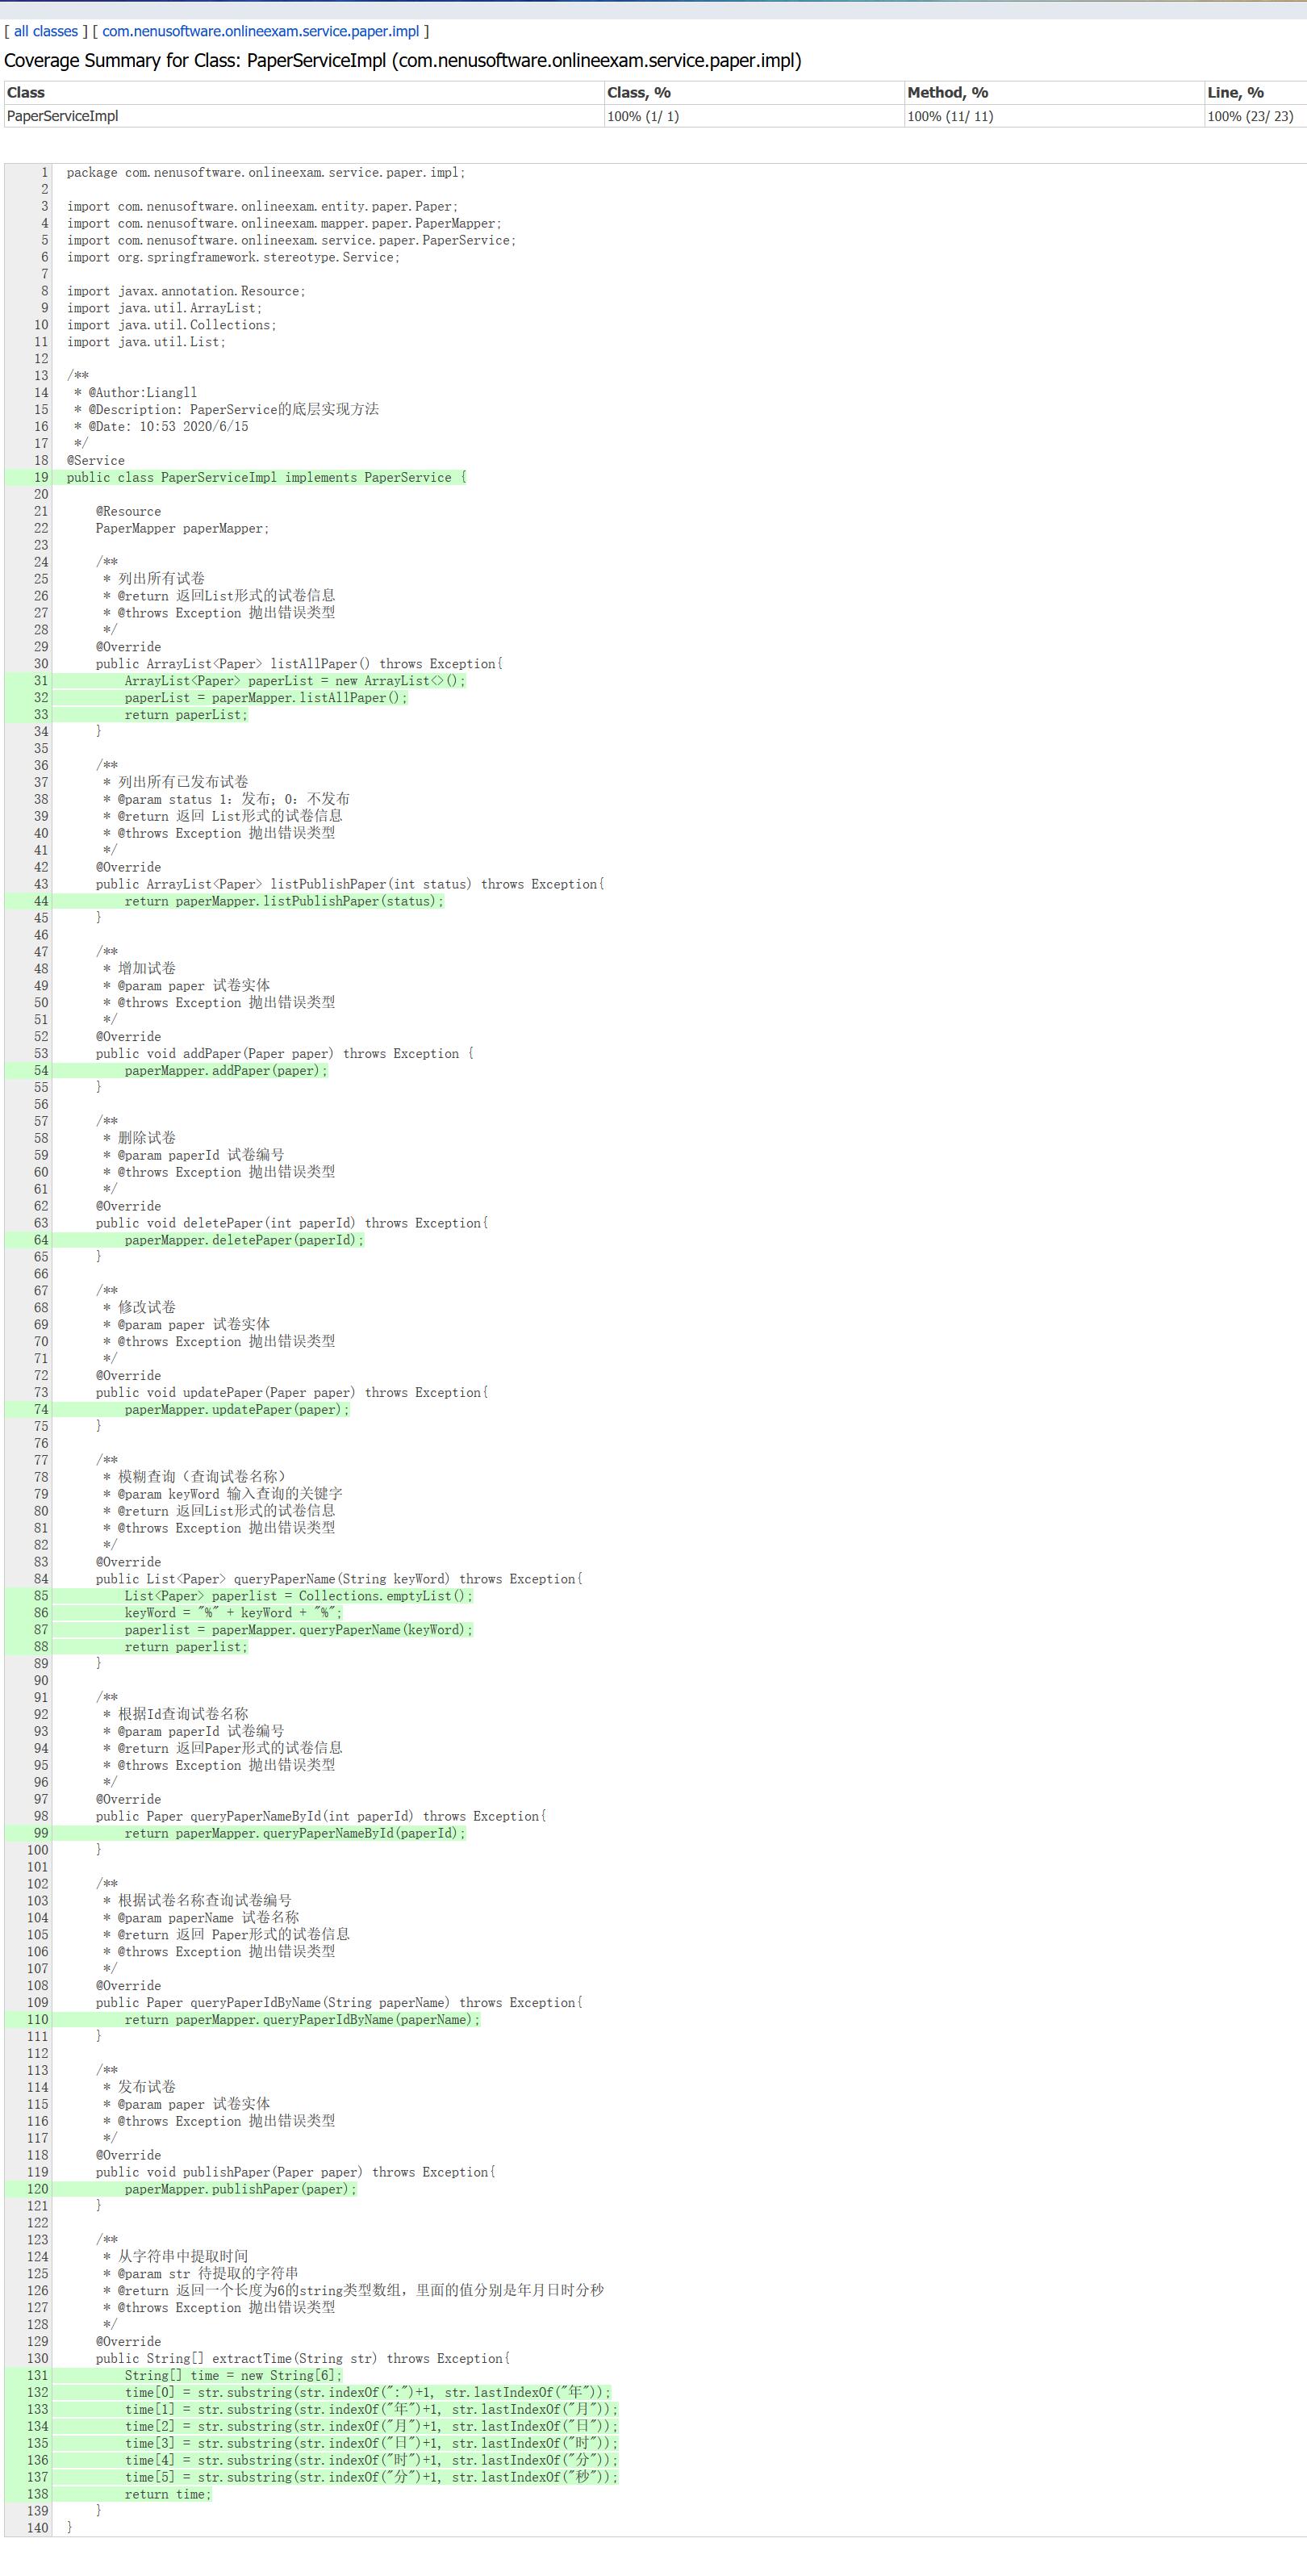 [ all classes ] [ com.nenusoftware.onlineexam.service.paper.impl ]
Coverage Summary for Class: PaperServiceImpl (com.nenusoftware.onlineexam.service.paper.impl)
Class Class, % Method, % Line, %
PaperServiceImpl 100% (1/ 1) 100% (11/ 11) 100% (23/ 23)
1 package com.nenusoftware.onlineexam.service.paper.impl;
2
3 import com.nenusoftware.onlineexam.entity.paper.Paper;
4 import com.nenusoftware.onlineexam.mapper.paper.PaperMapper;
5 import com.nenusoftware.onlineexam.service.paper.PaperService;
6 import org.springframework.stereotype.Service;
7
8 import javax.annotation.Resource;
9 import java.util.ArrayList;
10 import java.util.Collections;
11 import java.util.List;
12
13 /**
14 * @Author:Liangll
15 * @Description: PaperService的底层实现方法
16 * @Date: 10:53 2020/6/15
17 */
18 @Service
19 public class PaperServiceImpl implements PaperService {
20
21 @Resource
22 PaperMapper paperMapper;
23
24 /**
25 * 列出所有试卷
26 * @return 返回List形式的试卷信息
27 * @throws Exception 抛出错误类型
28 */
29 @Override
30 public ArrayList<Paper> listAllPaper() throws Exception{
31 ArrayList<Paper> paperList = new ArrayList<>();
32 paperList = paperMapper.listAllPaper();
33 return paperList;
34 }
35
36 /**
37 * 列出所有已发布试卷
38 * @param status 1：发布；0：不发布
39 * @return 返回 List形式的试卷信息
40 * @throws Exception 抛出错误类型
41 */
42 @Override
43 public ArrayList<Paper> listPublishPaper(int status) throws Exception{
44 return paperMapper.listPublishPaper(status);
45 }
46
47 /**
48 * 增加试卷
49 * @param paper 试卷实体
50 * @throws Exception 抛出错误类型
51 */
52 @Override
53 public void addPaper(Paper paper) throws Exception {
54 paperMapper.addPaper(paper);
55 }
56
57 /**
58 * 删除试卷
59 * @param paperId 试卷编号
60 * @throws Exception 抛出错误类型
61 */
62 @Override
63 public void deletePaper(int paperId) throws Exception{
64 paperMapper.deletePaper(paperId);
65 }
66
67 /**
68 * 修改试卷
69 * @param paper 试卷实体
70 * @throws Exception 抛出错误类型
71 */
72 @Override
73 public void updatePaper(Paper paper) throws Exception{
74 paperMapper.updatePaper(paper);
75 }
76
77 /**
78 * 模糊查询（查询试卷名称）
79 * @param keyWord 输入查询的关键字
80 * @return 返回List形式的试卷信息
81 * @throws Exception 抛出错误类型
82 */
83 @Override
84 public List<Paper> queryPaperName(String keyWord) throws Exception{
85 List<Paper> paperlist = Collections.emptyList();
86 keyWord = "%" + keyWord + "%";
87 paperlist = paperMapper.queryPaperName(keyWord);
88 return paperlist;
89 }
90
91 /**
92 * 根据Id查询试卷名称
93 * @param paperId 试卷编号
94 * @return 返回Paper形式的试卷信息
95 * @throws Exception 抛出错误类型
96 */
97 @Override
98 public Paper queryPaperNameById(int paperId) throws Exception{
99 return paperMapper.queryPaperNameById(paperId);
100 }
101
102 /**
103 * 根据试卷名称查询试卷编号
104 * @param paperName 试卷名称
105 * @return 返回 Paper形式的试卷信息
106 * @throws Exception 抛出错误类型
107 */
108 @Override
109 public Paper queryPaperIdByName(String paperName) throws Exception{
110 return paperMapper.queryPaperIdByName(paperName);
111 }
112
113 /**
114 * 发布试卷
115 * @param paper 试卷实体
116 * @throws Exception 抛出错误类型
117 */
118 @Override
119 public void publishPaper(Paper paper) throws Exception{
120 paperMapper.publishPaper(paper);
121 }
122
123 /**
124 * 从字符串中提取时间
125 * @param str 待提取的字符串
126 * @return 返回一个长度为6的string类型数组，里面的值分别是年月日时分秒
127 * @throws Exception 抛出错误类型
128 */
129 @Override
130 public String[] extractTime(String str) throws Exception{
131 String[] time = new String[6];
132 time[0] = str.substring(str.indexOf(":")+1, str.lastIndexOf("年"));
133 time[1] = str.substring(str.indexOf("年")+1, str.lastIndexOf("月"));
134 time[2] = str.substring(str.indexOf("月")+1, str.lastIndexOf("日"));
135 time[3] = str.substring(str.indexOf("日")+1, str.lastIndexOf("时"));
136 time[4] = str.substring(str.indexOf("时")+1, str.lastIndexOf("分"));
137 time[5] = str.substring(str.indexOf("分")+1, str.lastIndexOf("秒"));
138 return time;
139 }
140 }